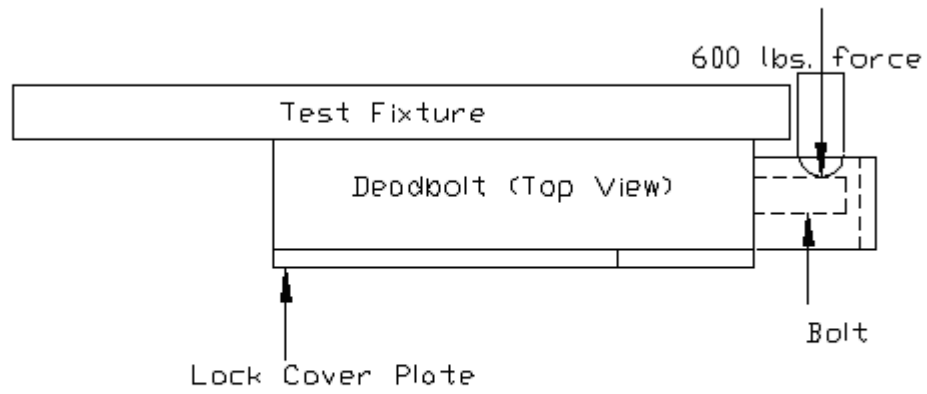 600 lbs. force
Test Fixture
Deadbolt (Top View)
Bolt
Lock Cover Plate